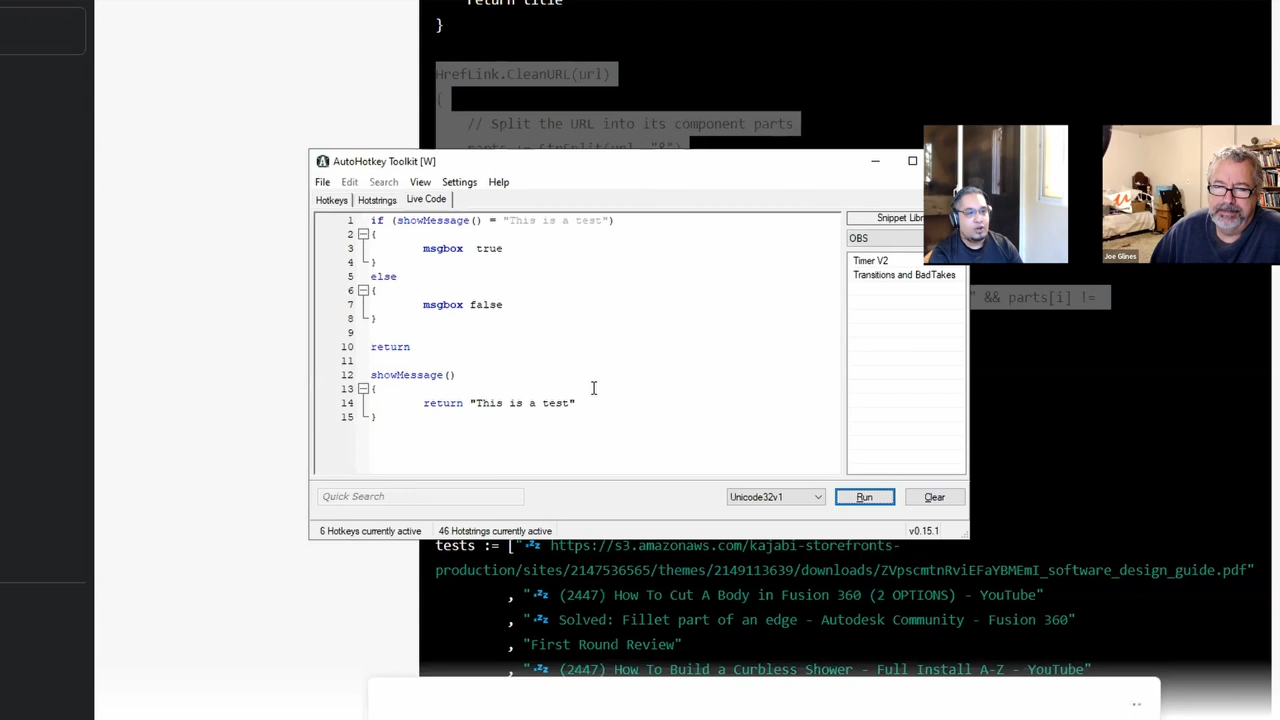 return title
}
HrefLink.CleanURL(url)
{
// Split the URL into its component parts
AutoHotkey Toolkit [W]
File Edit Search View Settings Help
Hotkeys Hotstrings Live Code
1 if (showMessage() = "This is a test")
2 {
3 msgbox true
4 }
5 else
6 {
7 msgbox false
8 }
9
10 return
11
12 showMessage()
13 {
14 return "This is a test"
15 }
Snippet Libr
OBS
Timer V2
Transitions and BadTakes
Joe Glines
" && parts[i] !=
Quick Search
Unicode32v1
Run
Clear
6 Hotkeys currently active 46 Hotstrings currently active v0.15.1
tests := ["💤 https://s3.amazonaws.com/kajabi-storefronts-
production/sites/2147536565/themes/2149113639/downloads/ZVpscmtnRviEFaYBMEmI_software_design_guide.pdf"
, "💤 (2447) How To Cut A Body in Fusion 360 (2 OPTIONS) - YouTube"
, "💤 Solved: Fillet part of an edge - Autodesk Community - Fusion 360"
, "First Round Review"
, "💤 (2447) How To Build a Curbless Shower - Full Install A-Z - YouTube"